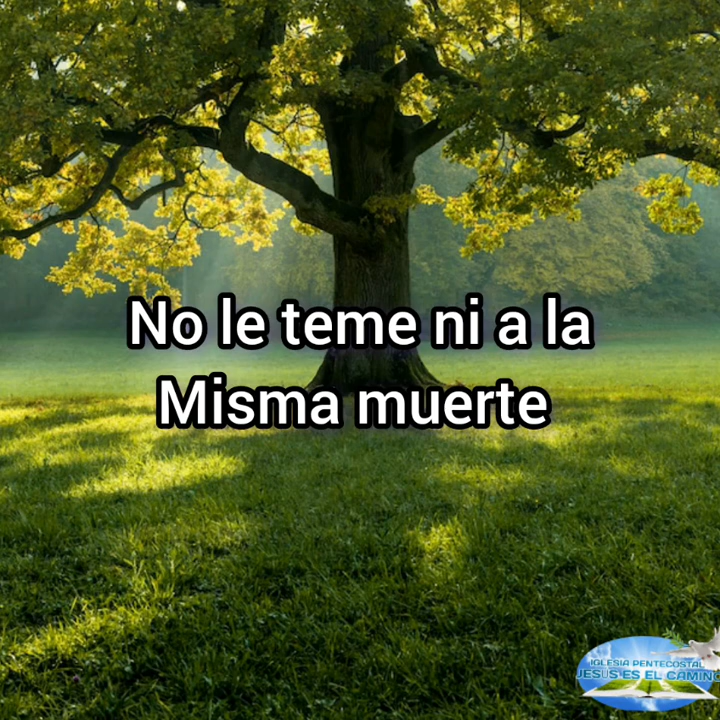 No le teme ni a la
Misma muerte
IGLESIA PENTECOSTAL
JESUS ES EL CAMINO